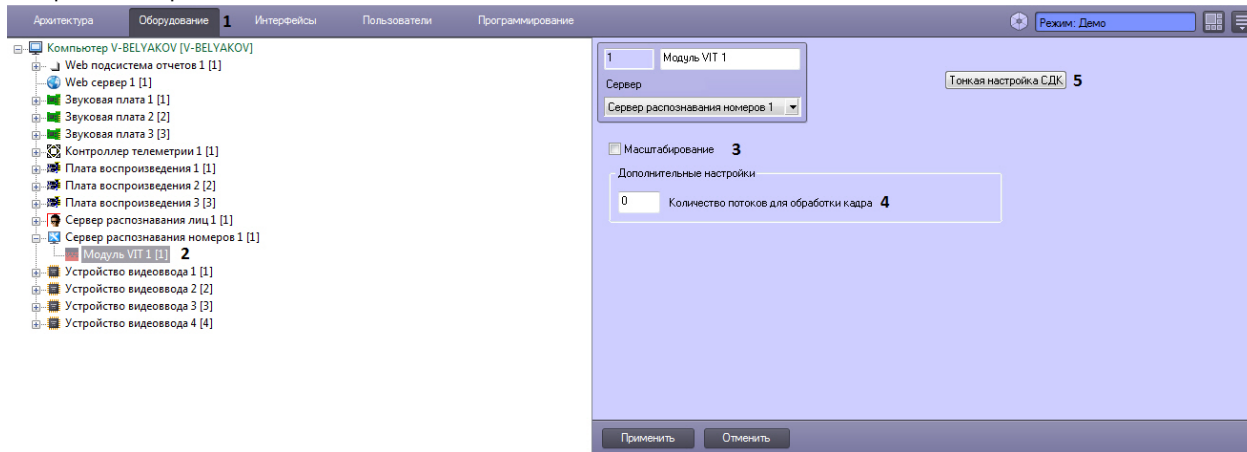 Архитектура Оборудование 1 Интерфейсы Пользователи Программирование Режим: Демо
Компьютер V-BELYAKOV [V-BELYAKOV]
Web подсистема отчетов 1 [1]
Web сервер 1 [1]
Звуковая плата 1 [1]
Звуковая плата 2 [2]
Звуковая плата 3 [3]
Контроллер телеметрии 1 [1]
Плата воспроизведения 1 [1]
Плата воспроизведения 2 [2]
Плата воспроизведения 3 [3]
Сервер распознавания лиц 1 [1]
Сервер распознавания номеров 1 [1]
Модуль VIT 1 [1] 2
Устройство видеоввода 1 [1]
Устройство видеоввода 2 [2]
Устройство видеоввода 3 [3]
Устройство видеоввода 4 [4]
1 Модуль VIT 1
Сервер
Сервер распознавания номеров 1
Тонкая настройка СДК 5
Масштабирование 3
Дополнительные настройки
0 Количество потоков для обработки кадра 4
Применить Отменить